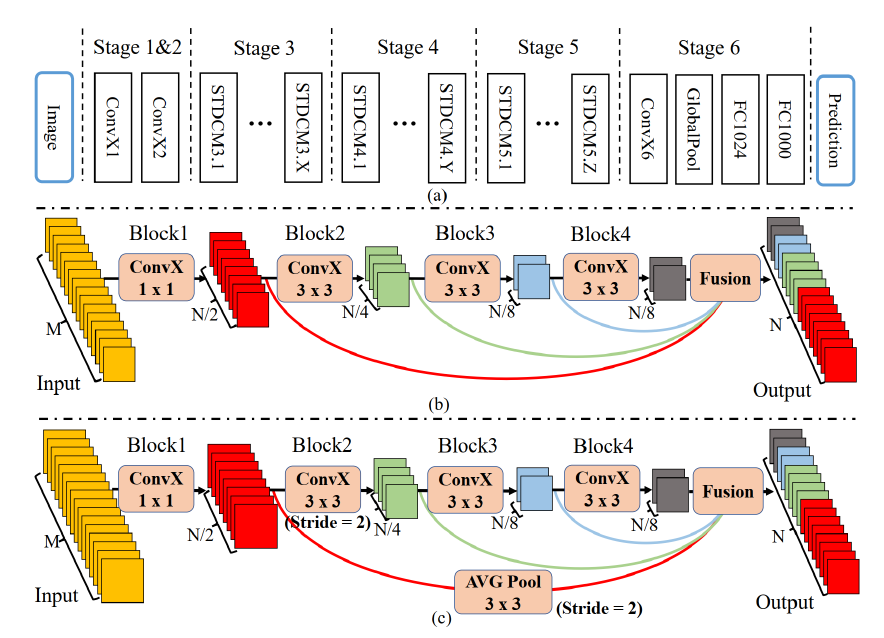 Stage 1&2
Stage 3
Stage 4
Stage 5
Stage 6
Image
ConvX1
ConvX2
STDCM3.1
...
STDCM3.X
STDCM4.1
...
STDCM4.Y
STDCM5.1
...
STDCM5.Z
ConvX6
GlobalPool
FC1024
FC1000
Prediction
(a)
Block1
Block2
Block3
Block4
ConvX
1 x 1
ConvX
3 x 3
ConvX
3 x 3
ConvX
3 x 3
Fusion
M
N/2
N/4
N/8
N/8
N
Input
Output
(b)
Block1
Block2
Block3
Block4
ConvX
1 x 1
ConvX
3 x 3
(Stride = 2)
ConvX
3 x 3
ConvX
3 x 3
Fusion
M
N/2
N/4
N/8
N/8
N
AVG Pool
3 x 3
(Stride = 2)
Input
Output
(c)